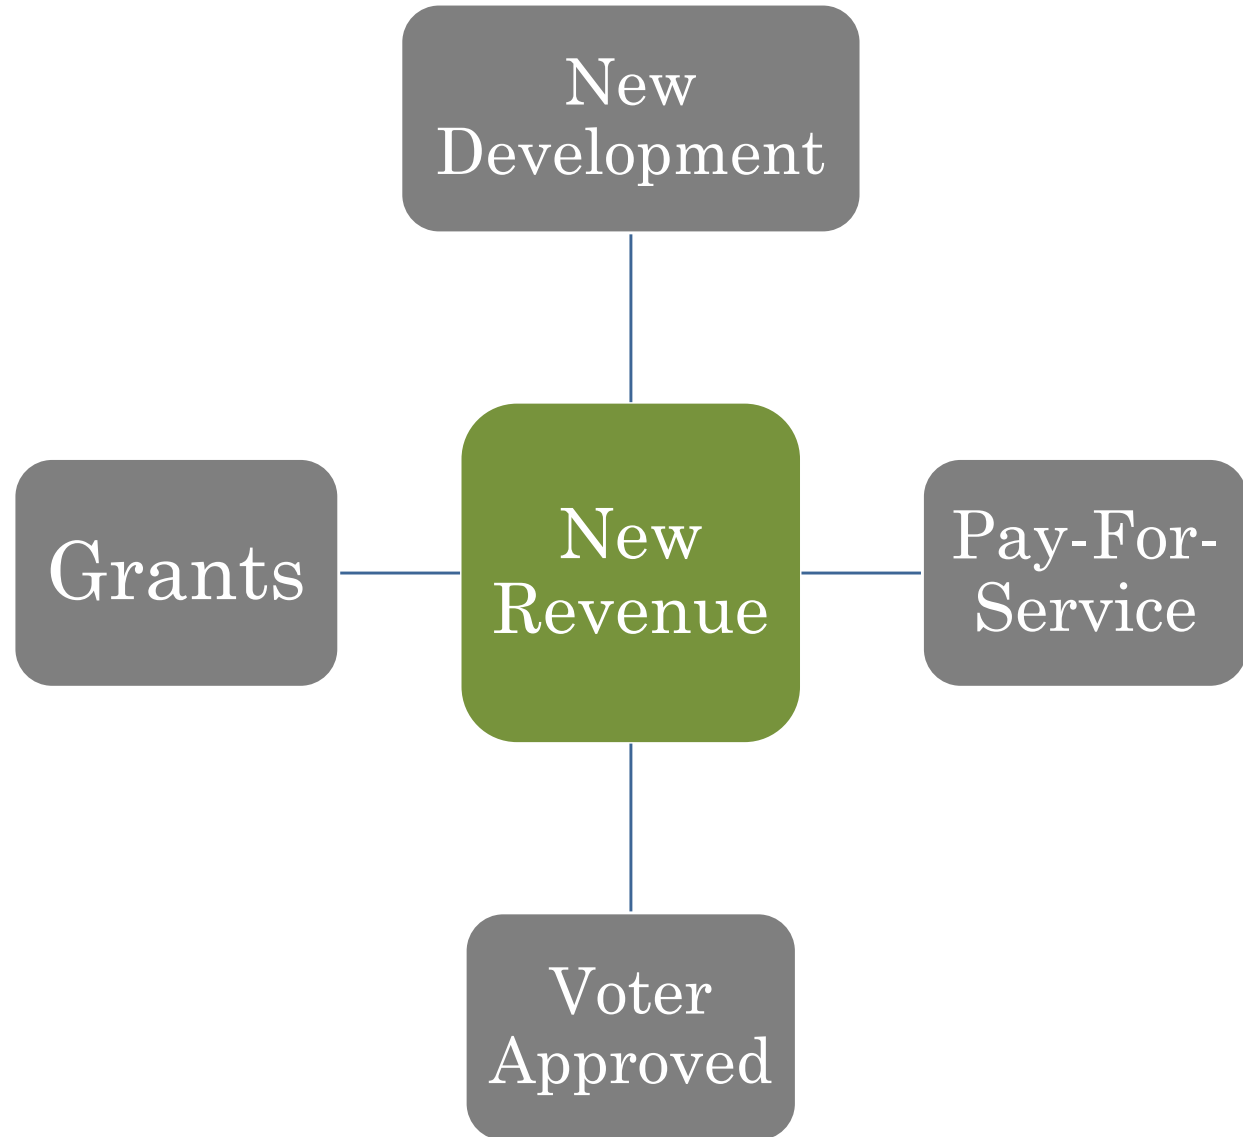 New
Development
Grants
New
Revenue
Pay-For-
Service
Voter
Approved